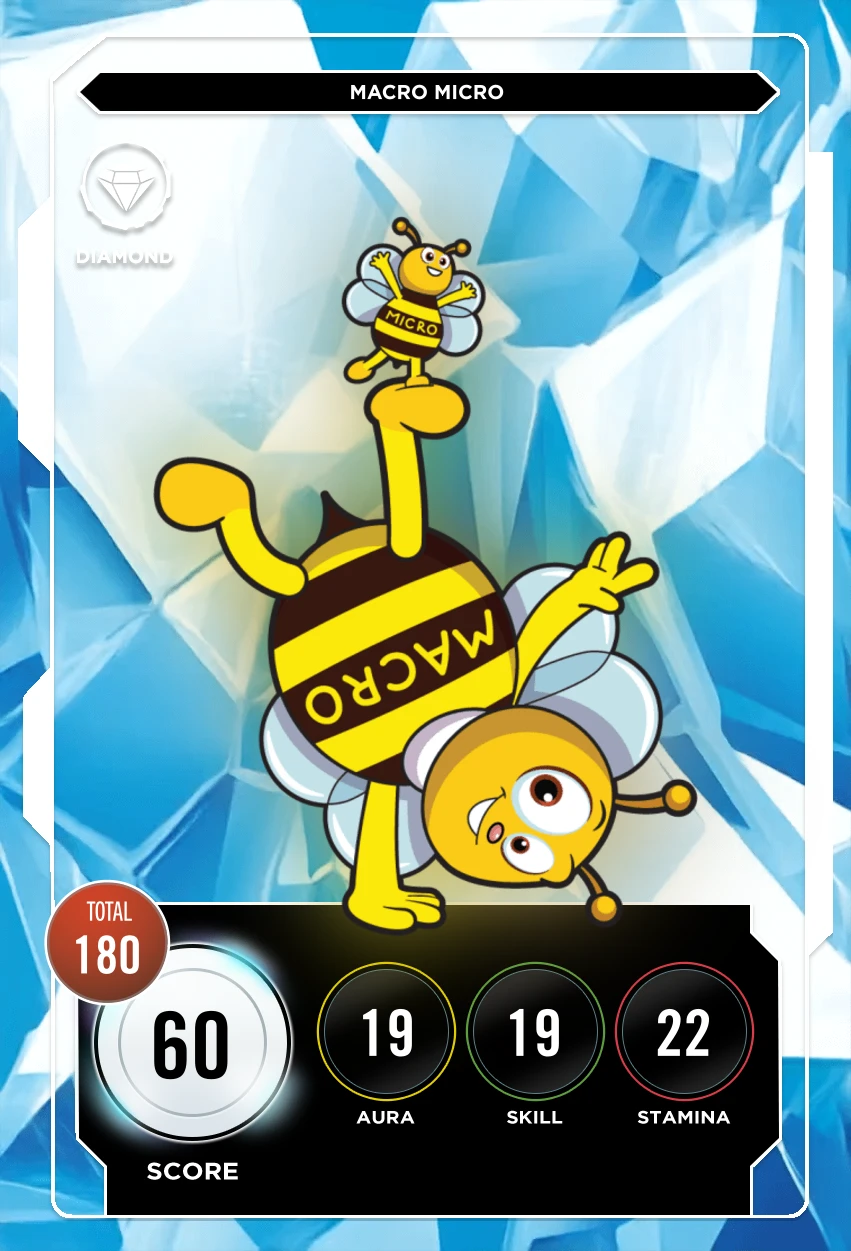 MACRO MICRO
DIAMOND
MICRO
MACRO
TOTAL
180
60
19
19
22
AURA
SKILL
STAMINA
SCORE